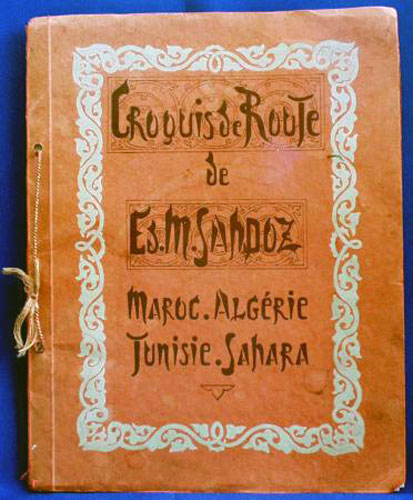 Croquis de Route
de
Ed. M. Sandoz
Maroc. Algérie
Tunisie. Sahara